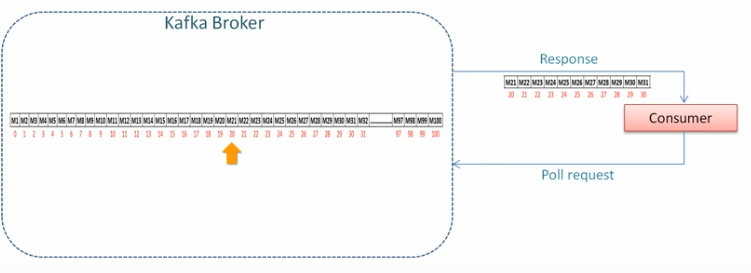 Kafka Broker
Response
M21 M22 M23 M24 M25 M26 M27 M28 M29 M30 M31
20 21 22 23 24 25 26 27 28 29 30
M1 M2 M3 M4 M5 M6 M7 M8 M9 M10 M11 M12 M13 M14 M15 M16 M17 M18 M19 M20 M21 M22 M23 M24 M25 M26 M27 M28 M29 M30 M31 M32 ............ M97 M98 M99 M100
0 1 2 3 4 5 6 7 8 9 10 11 12 13 14 15 16 17 18 19 20 21 22 23 24 25 26 27 28 29 30 31 97 98 99 100
Consumer
Poll request